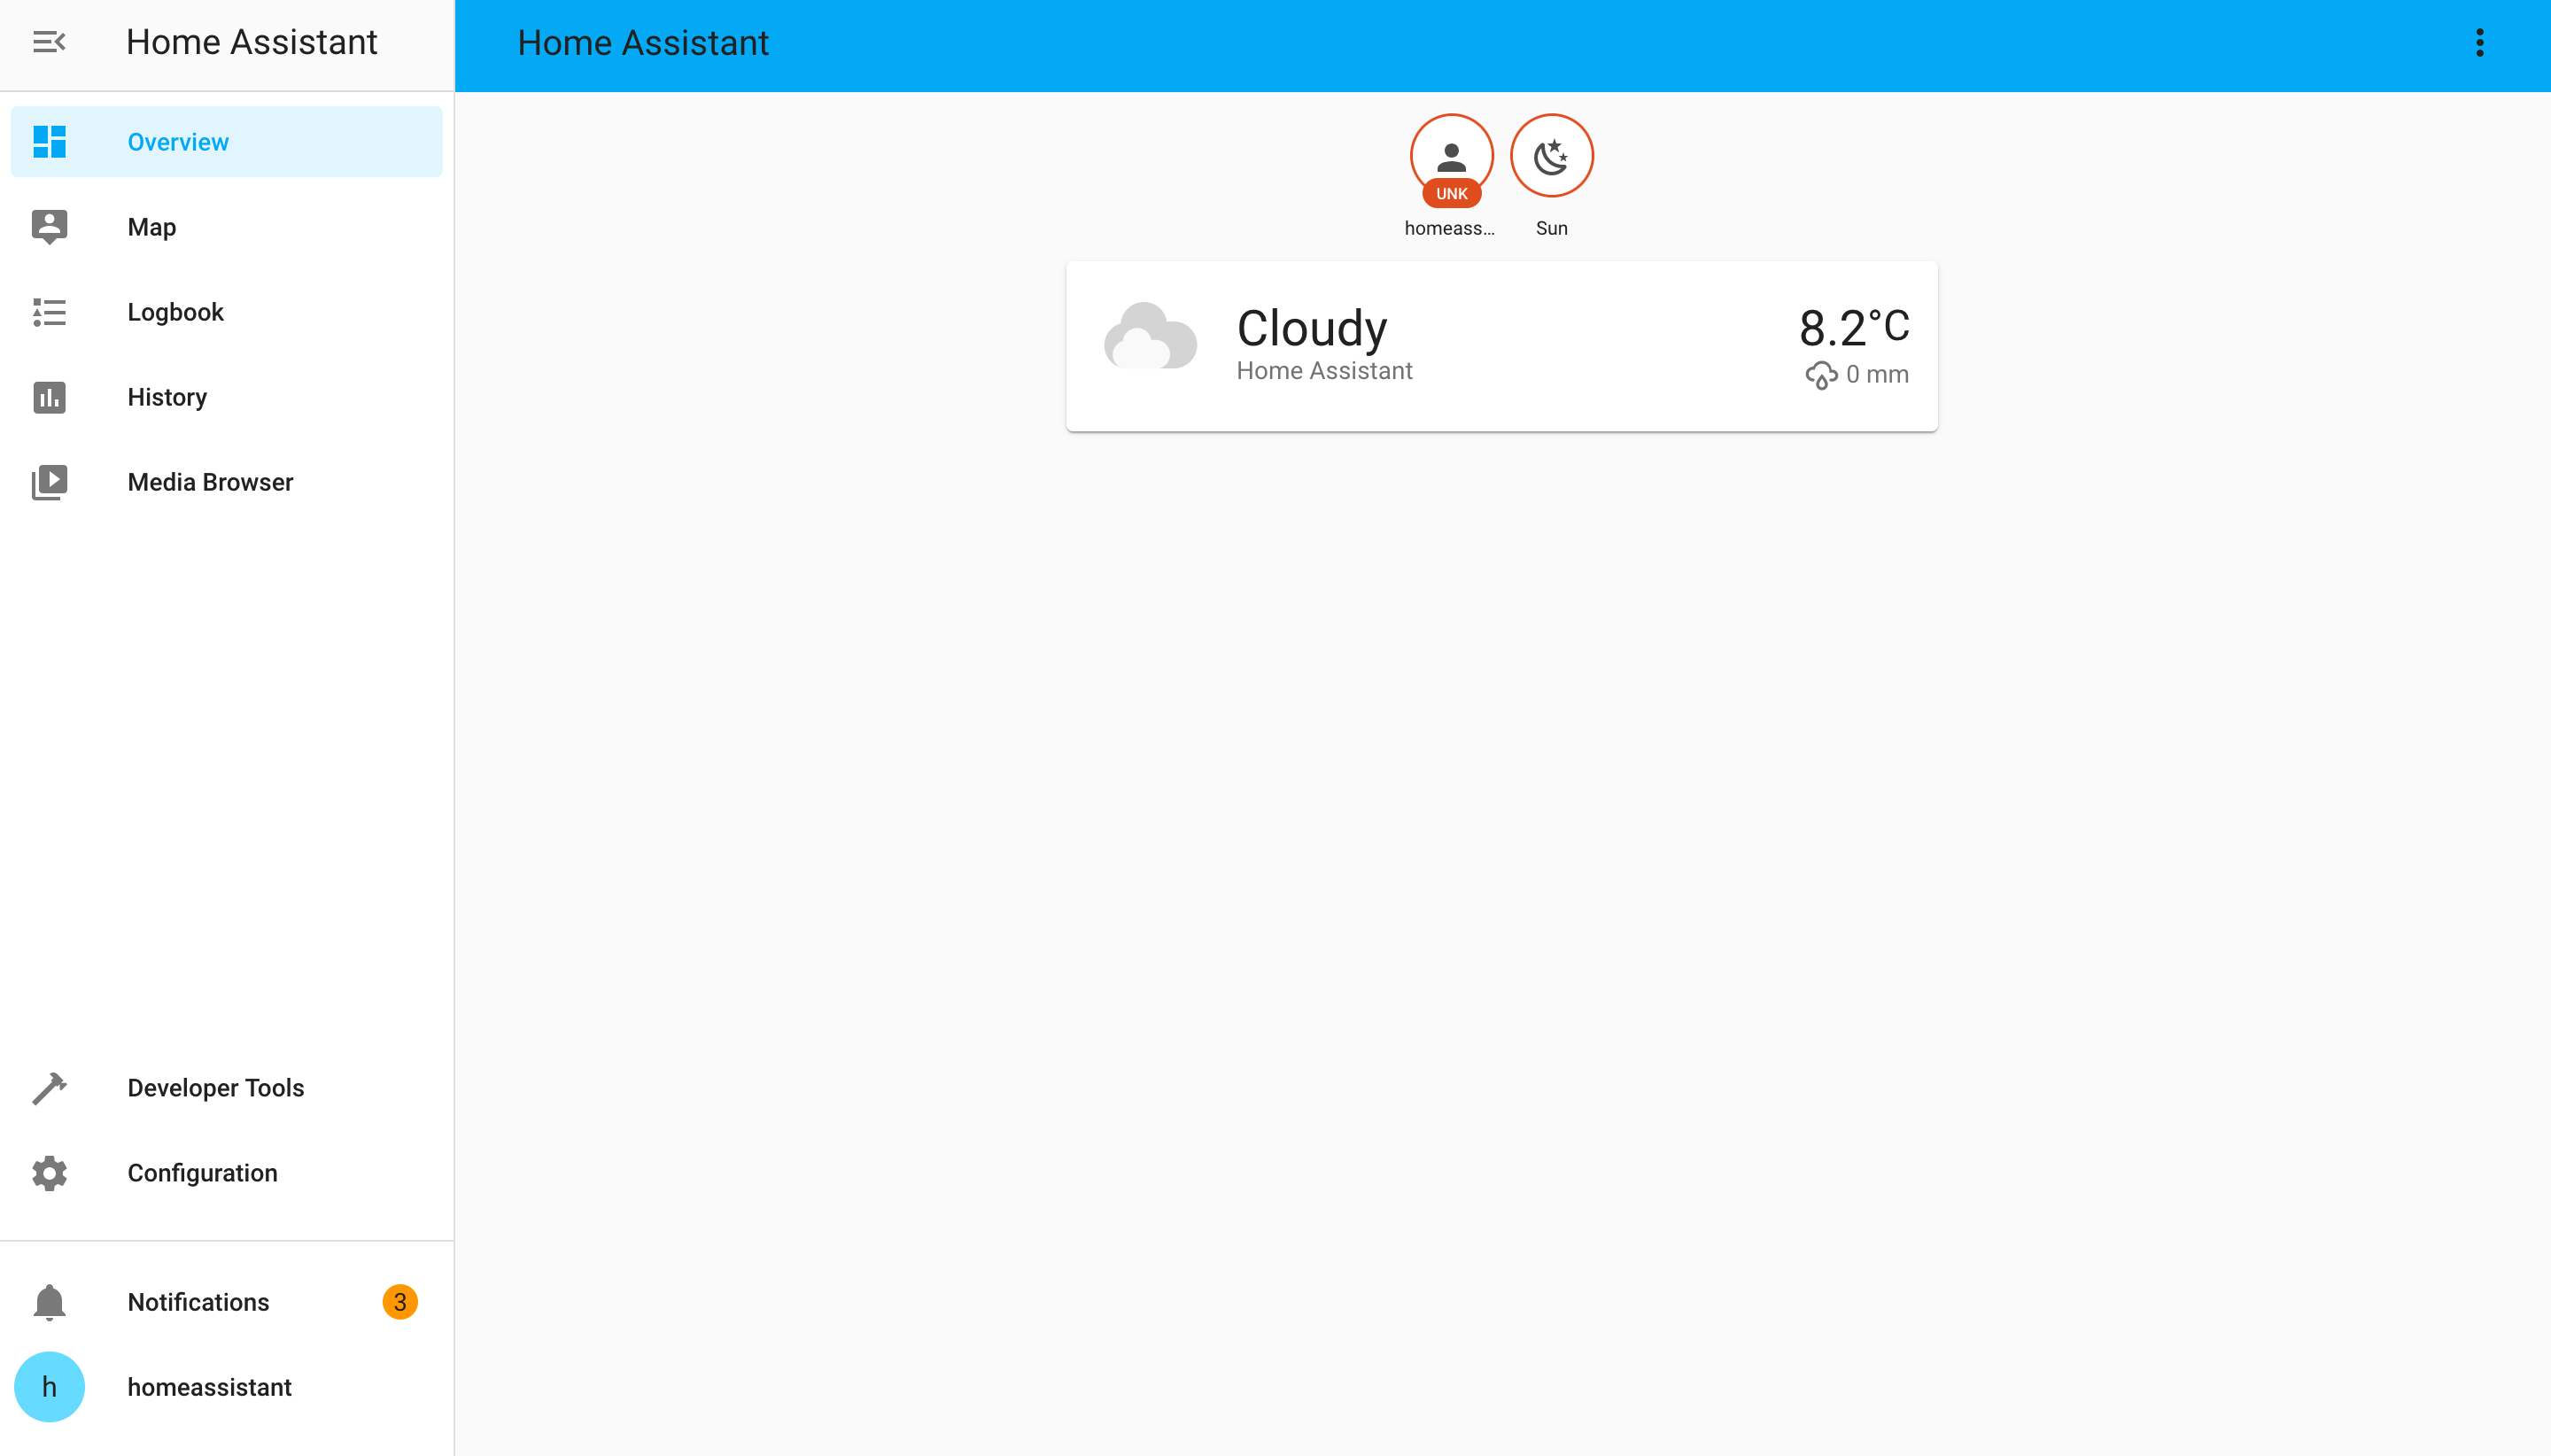 Home Assistant
Overview
Map
Logbook
History
Media Browser
Developer Tools
Configuration
Notifications 3
h homeassistant
Home Assistant
UNK
homeass... Sun
Cloudy 8.2°C
Home Assistant 0 mm